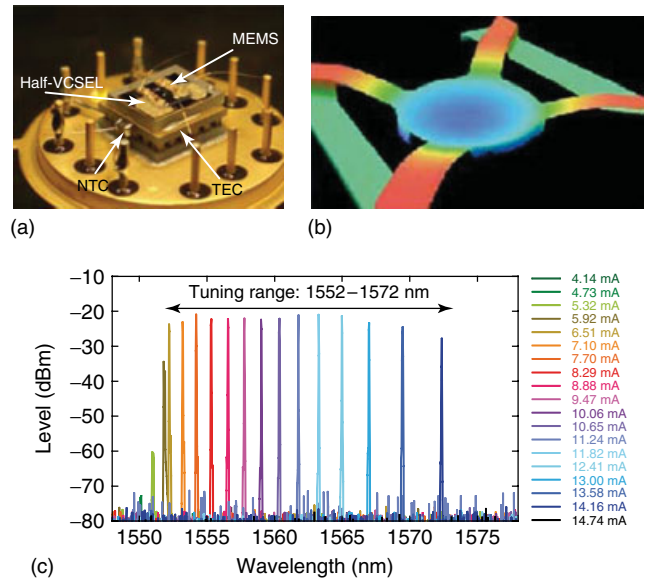 MEMS
Half-VCSEL
NTC
TEC
(a)
(b)
−10
−20
−30
−40
−50
−60
−70
−80
Level (dBm)
Tuning range: 1552−1572 nm
1550
1555
1560
1565
1570
1575
Wavelength (nm)
4.14 mA
4.73 mA
5.32 mA
5.92 mA
6.51 mA
7.10 mA
7.70 mA
8.29 mA
8.88 mA
9.47 mA
10.06 mA
10.65 mA
11.24 mA
11.82 mA
12.41 mA
13.00 mA
13.58 mA
14.16 mA
14.74 mA
(c)